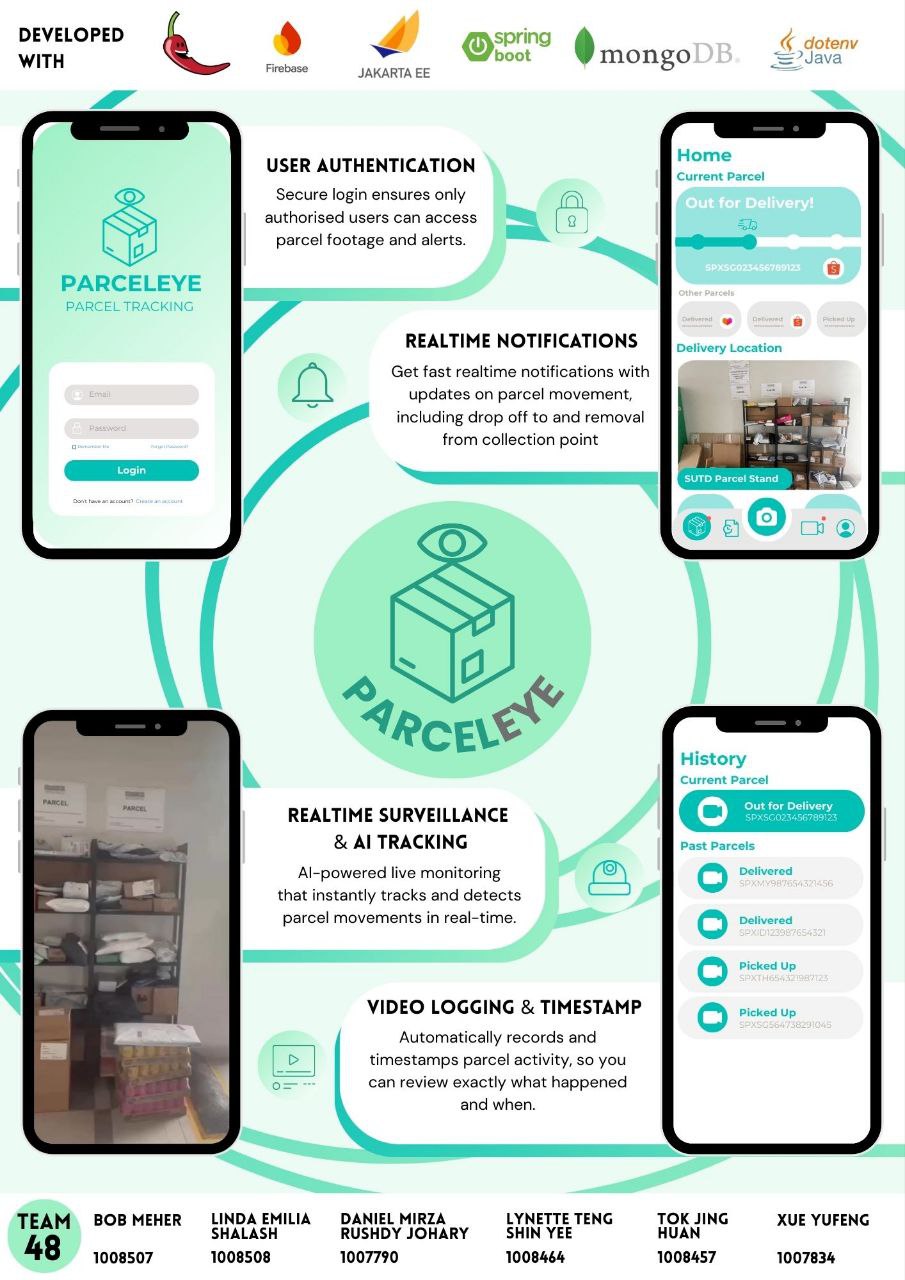 DEVELOPED
WITH
Firebase
JAKARTA EE
spring
boot
mongoDB®
dotenv
Java
PARCELEYE
PARCEL TRACKING
Email
Password
Remember Me
Forgot Password?
Login
Don't have an account? Create an account
USER AUTHENTICATION
Secure login ensures only
authorised users can access
parcel footage and alerts.
Home
Current Parcel
Out for Delivery!
SPXSG023456789123
Other Parcels
Delivered
Delivered
Picked Up
Delivery Location
SUTD Parcel Stand
REALTIME NOTIFICATIONS
Get fast realtime notifications with
updates on parcel movement,
including drop off to and removal
from collection point
PARCELEYE
PARCEL
PARCEL
REALTIME SURVEILLANCE
& AI TRACKING
AI-powered live monitoring
that instantly tracks and detects
parcel movements in real-time.
History
Current Parcel
Out for Delivery
SPXSG023456789123
Past Parcels
Delivered
SPXMY987654321456
Delivered
SPXID123987654321
Picked Up
SPXTH654321987123
Picked Up
SPXSG564738291045
VIDEO LOGGING & TIMESTAMP
Automatically records and
timestamps parcel activity, so you
can review exactly what happened
and when.
TEAM
48
BOB MEHER
1008507
LINDA EMILIA
SHALASH
1008508
DANIEL MIRZA
RUSHDY JOHARY
1007790
LYNETTE TENG
SHIN YEE
1008464
TOK JING
HUAN
1008457
XUE YUFENG
1007834